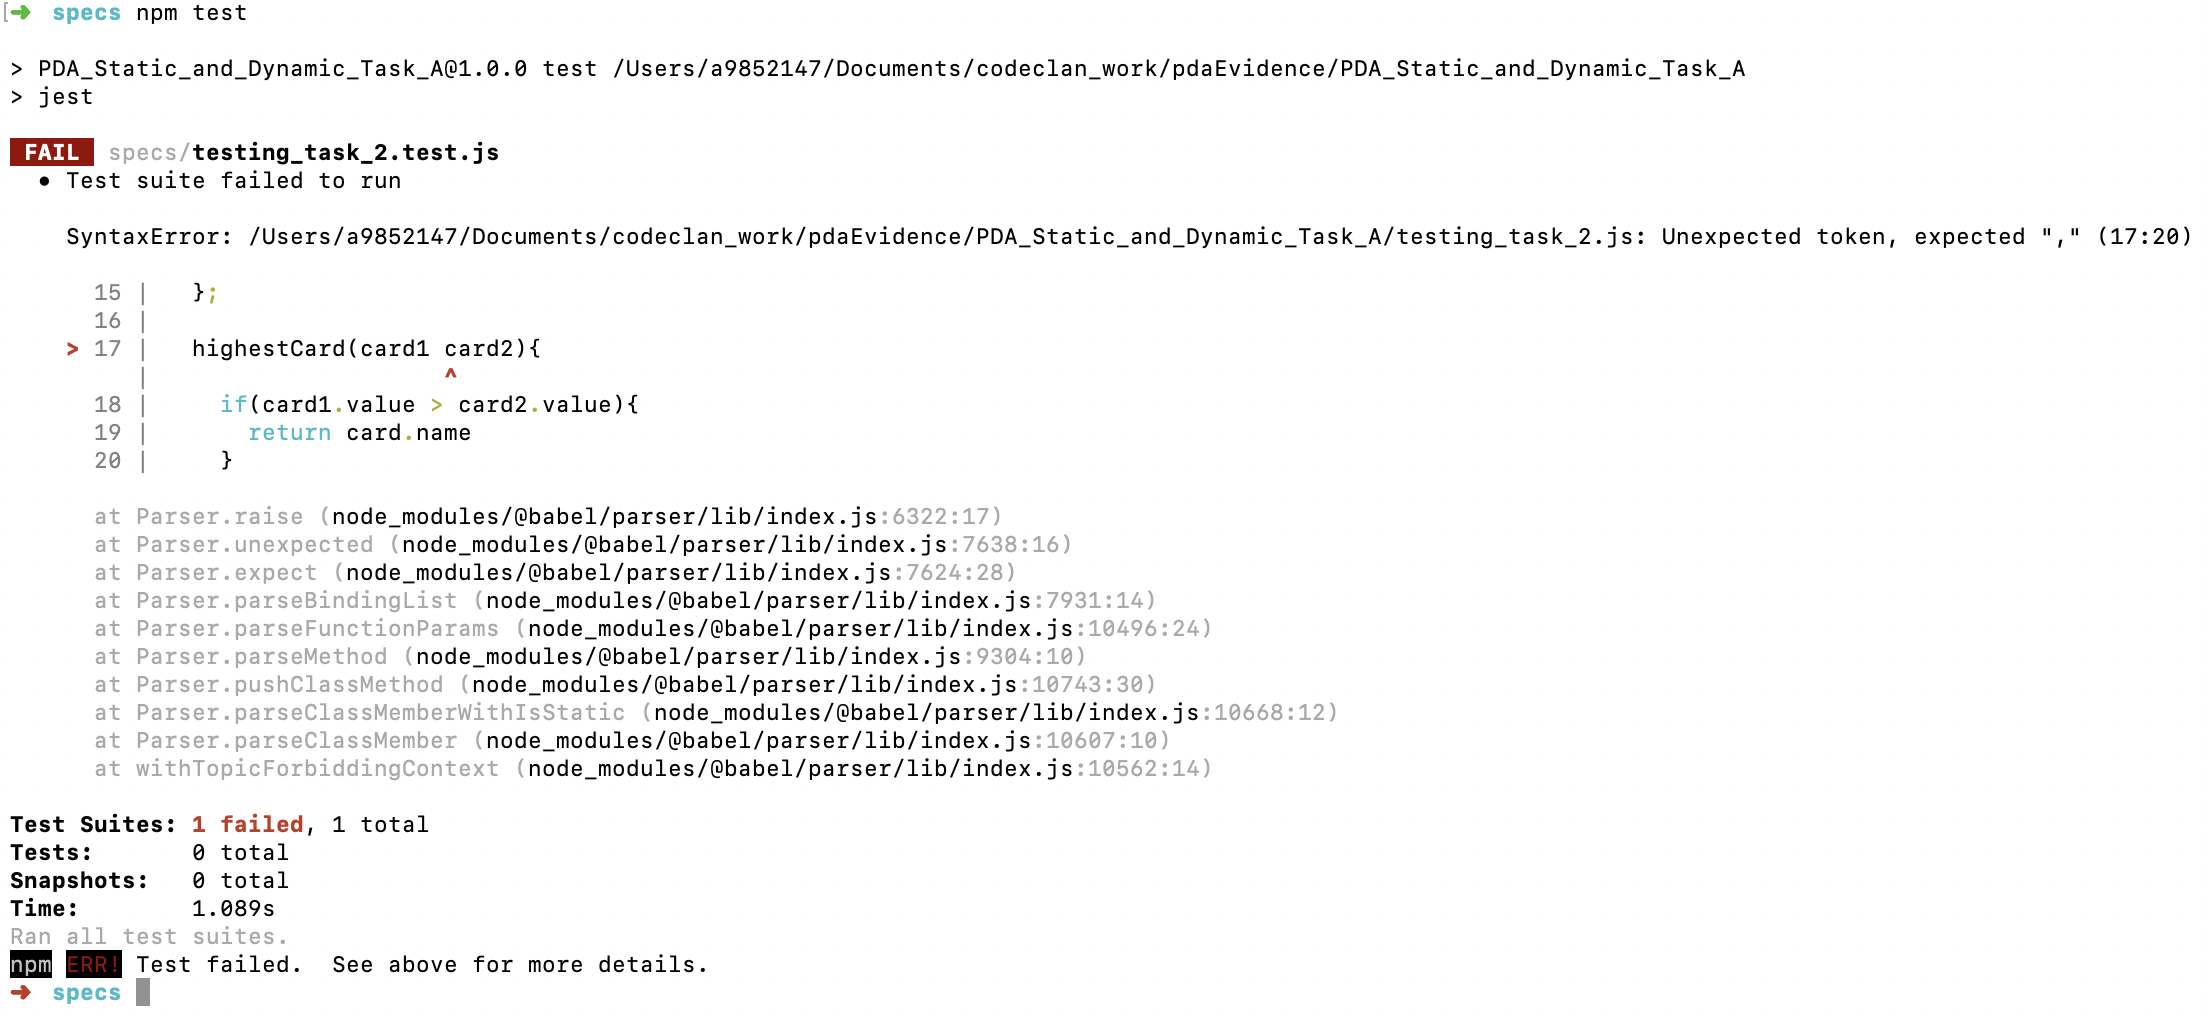 ➜  specs npm test
> PDA_Static_and_Dynamic_Task_A@1.0.0 test /Users/a9852147/Documents/codeclan_work/pdaEvidence/PDA_Static_and_Dynamic_Task_A
> jest
FAIL  specs/testing_task_2.test.js
● Test suite failed to run
SyntaxError: /Users/a9852147/Documents/codeclan_work/pdaEvidence/PDA_Static_and_Dynamic_Task_A/testing_task_2.js: Unexpected token, expected "," (17:20)
15 |   };
16 |
> 17 |   highestCard(card1 card2){
|                     ^
18 |     if(card1.value > card2.value){
19 |       return card.name
20 |     }
at Parser.raise (node_modules/@babel/parser/lib/index.js:6322:17)
at Parser.unexpected (node_modules/@babel/parser/lib/index.js:7638:16)
at Parser.expect (node_modules/@babel/parser/lib/index.js:7624:28)
at Parser.parseBindingList (node_modules/@babel/parser/lib/index.js:7931:14)
at Parser.parseFunctionParams (node_modules/@babel/parser/lib/index.js:10496:24)
at Parser.parseMethod (node_modules/@babel/parser/lib/index.js:9304:10)
at Parser.pushClassMethod (node_modules/@babel/parser/lib/index.js:10743:30)
at Parser.parseClassMemberWithIsStatic (node_modules/@babel/parser/lib/index.js:10668:12)
at Parser.parseClassMember (node_modules/@babel/parser/lib/index.js:10607:10)
at withTopicForbiddingContext (node_modules/@babel/parser/lib/index.js:10562:14)
Test Suites: 1 failed, 1 total
Tests:       0 total
Snapshots:   0 total
Time:        1.089s
Ran all test suites.
npm ERR! Test failed.  See above for more details.
➜  specs